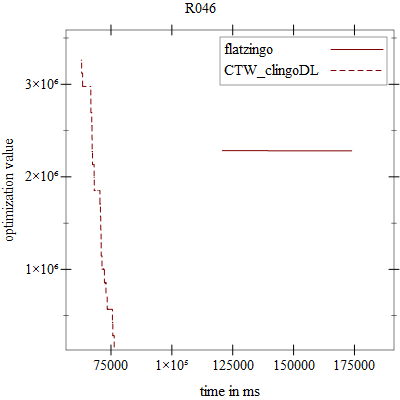 R046
flatzingo
CTW_clingoDL
optimization value
3×10⁶
2×10⁶
1×10⁶
75000 1×10⁵ 125000 150000 175000
time in ms